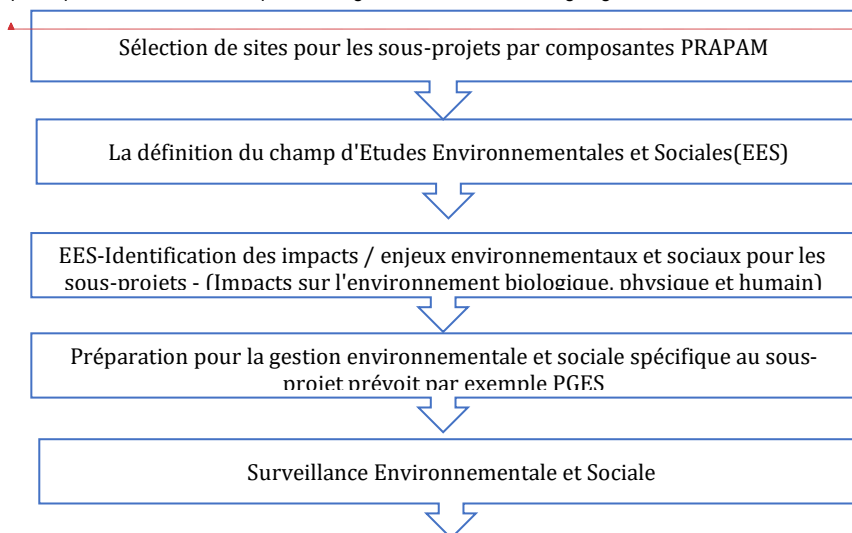 Sélection de sites pour les sous-projets par composantes PRAPAM
La définition du champ d'Etudes Environnementales et Sociales(EES)
EES-Identification des impacts / enjeux environnementaux et sociaux pour les
sous-projets - (Impacts sur l'environnement biologique, physique et humain)
Préparation pour la gestion environnementale et sociale spécifique au sous-
projet prévoit par exemple PGES
Surveillance Environnementale et Sociale